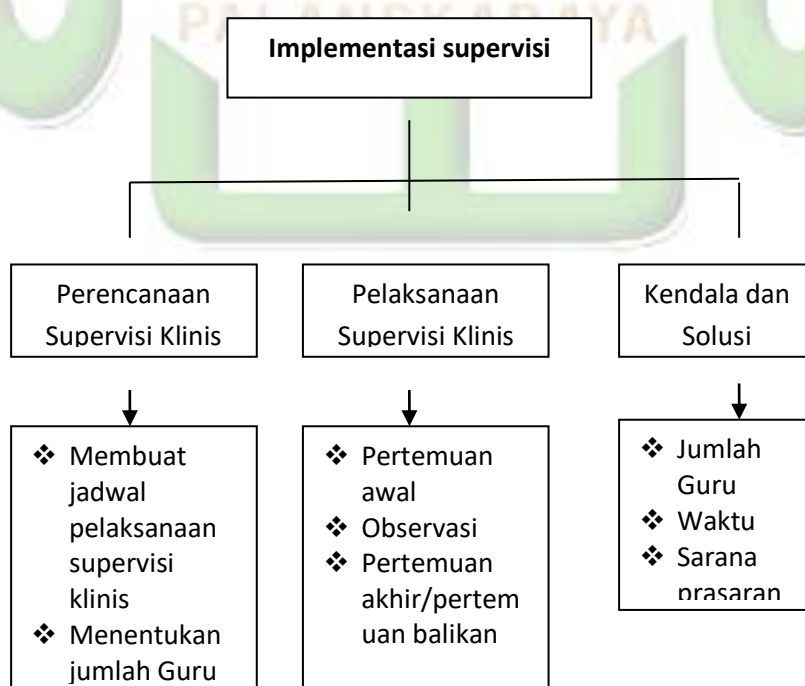 PALANGKARAYA
Implementasi supervisi
Perencanaan
Supervisi Klinis
Pelaksanaan
Supervisi Klinis
Kendala dan
Solusi
❖ Membuat
jadwal
pelaksanaan
supervisi
klinis
❖ Menentukan
jumlah Guru
❖ Pertemuan
awal
❖ Observasi
❖ Pertemuan
akhir/pertem
uan balikan
❖ Jumlah
Guru
❖ Waktu
❖ Sarana
prasaran